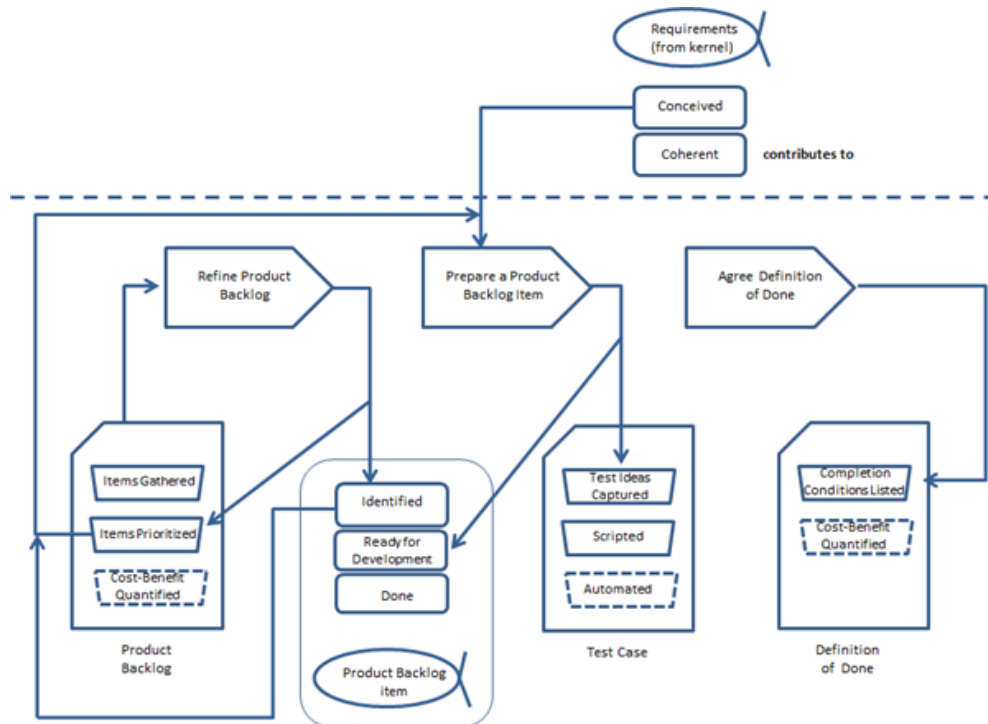 Requirements
(from kernel)
Conceived
Coherent
contributes to
Refine Product
Backlog
Prepare a Product
Backlog Item
Agree Definition
of Done
Items Gathered
Items Prioritized
Cost-Benefit
Quantified
Product
Backlog
Identified
Ready for
Development
Done
Product Backlog
item
Test Ideas
Captured
Scripted
Automated
Test Case
Completion
Conditions Listed
Cost-Benefit
Quantified
Definition
of Done